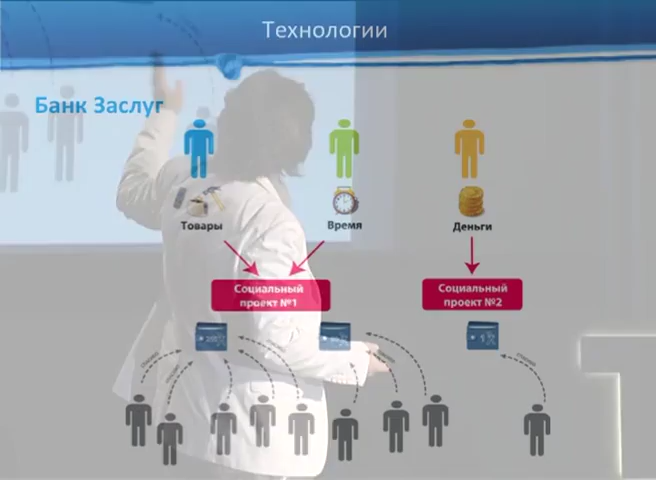 Технологии
Банк Заслуг
Товары
Время
Деньги
Социальный
проект №1
Социальный
проект №2